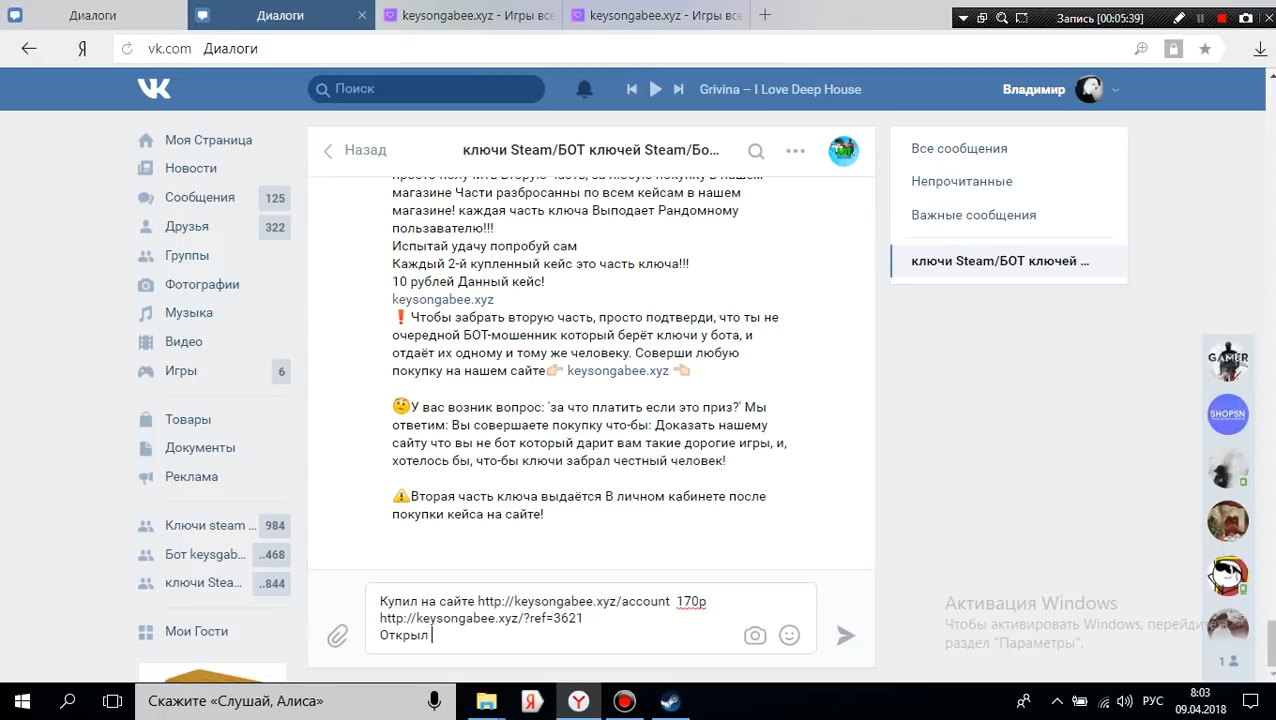 Диалоги
Диалоги
keysongabee.xyz - Игры все
keysongabee.xyz - Игры все
Запись [00:05:39]
Я
vk.com Диалоги
Поиск
Grivina – I Love Deep House
Владимир
Моя Страница
Новости
Сообщения 125
Друзья 322
Группы
Фотографии
Музыка
Видео
Игры 6
Товары
Документы
Реклама
Ключи steam ... 984
Бот keysgab... ..468
ключи Stea... ..844
Мои Гости
Назад
ключи Steam/БОТ ключей Steam/Бо...
просто получить вторую часть, за любую покупку в нашем
магазине Части разбросанны по всем кейсам в нашем
магазине! каждая часть ключа Выподает Рандомному
пользавателю!!!
Испытай удачу попробуй сам
Каждый 2-й купленный кейс это часть ключа!!!
10 рублей Данный кейс!
keysongabee.xyz
❗ Чтобы забрать вторую часть, просто подтверди, что ты не
очередной БОТ-мошенник который берёт ключи у бота, и
отдаёт их одному и тому же человеку. Соверши любую
покупку на нашем сайте👉 keysongabee.xyz 👈
🤨У вас возник вопрос: 'за что платить если это приз?' Мы
ответим: Вы совершаете покупку что-бы: Доказать нашему
сайту что вы не бот который дарит вам такие дорогие игры, и,
хотелось бы, что-бы ключи забрал честный человек!
⚠Вторая часть ключа выдаётся В личном кабинете после
покупки кейса на сайте!
Купил на сайте http://keysongabee.xyz/account 170р
http://keysongabee.xyz/?ref=3621
Открыл
Все сообщения
Непрочитанные
Важные сообщения
ключи Steam/БОТ ключей ...
GAMER
SHOPSN
1
Активация Windows
Чтобы активировать Windows, перейдите в
раздел "Параметры".
Скажите «Слушай, Алиса»
Я
Y
РУС
8:03
09.04.2018